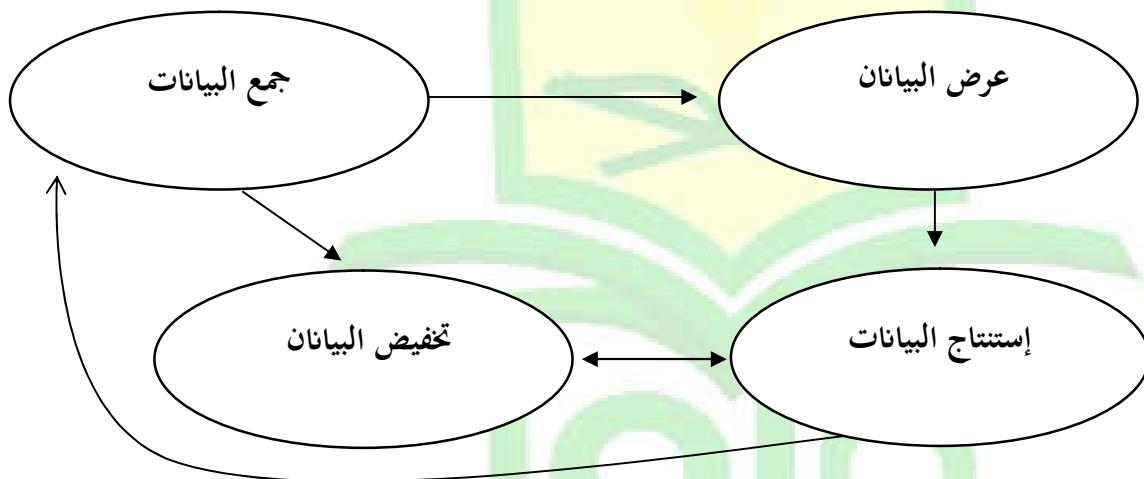 جمع البيانات
عرض البيانان
تخفيض البيانان
إستنتاج البيانات